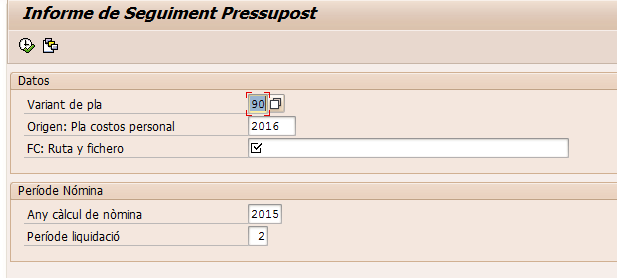 Informe de Seguiment Pressupost
Datos
Variant de pla 90
Origen: Pla costos personal 2016
FC: Ruta y fichero
Període Nómina
Any càlcul de nòmina 2015
Període liquidació 2